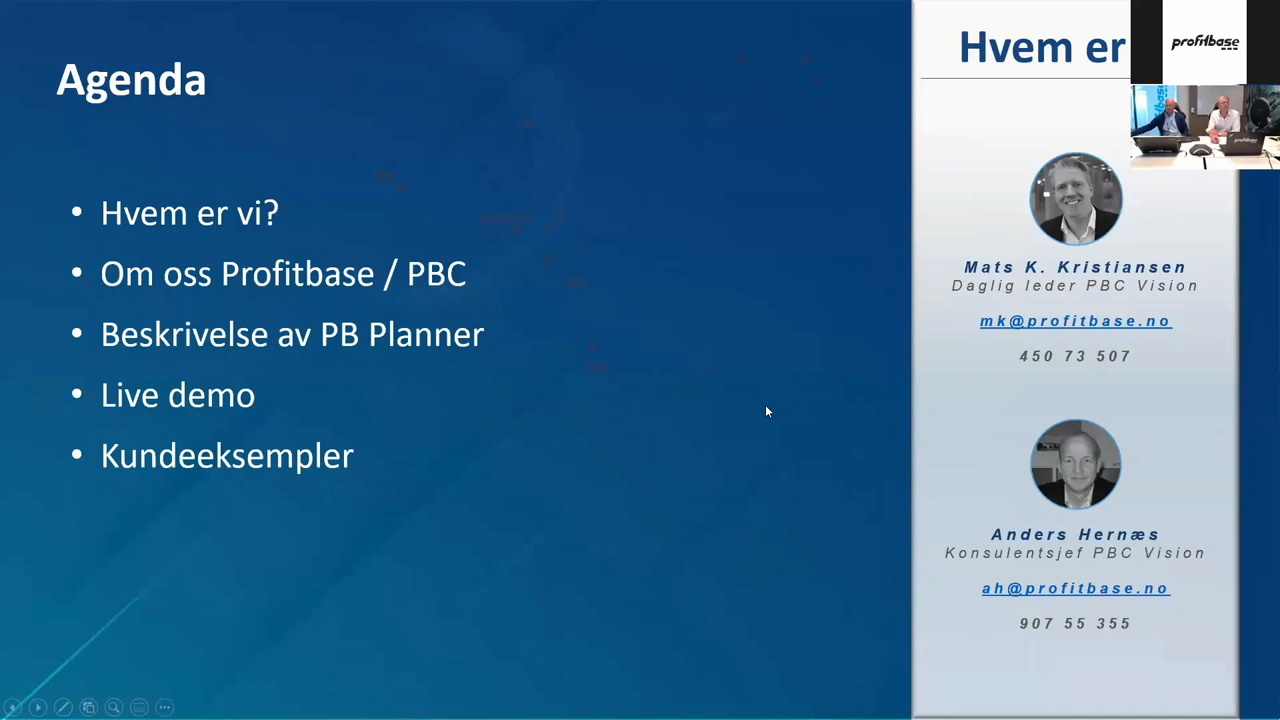 Agenda
• Hvem er vi?
• Om oss Profitbase / PBC
• Beskrivelse av PB Planner
• Live demo
• Kundeeksempler
Hvem er
profitbase
Mats K. Kristiansen
Daglig leder PBC Vision
mk@profitbase.no
450 73 507
Anders Hernæs
Konsulentsjef PBC Vision
ah@profitbase.no
907 55 355